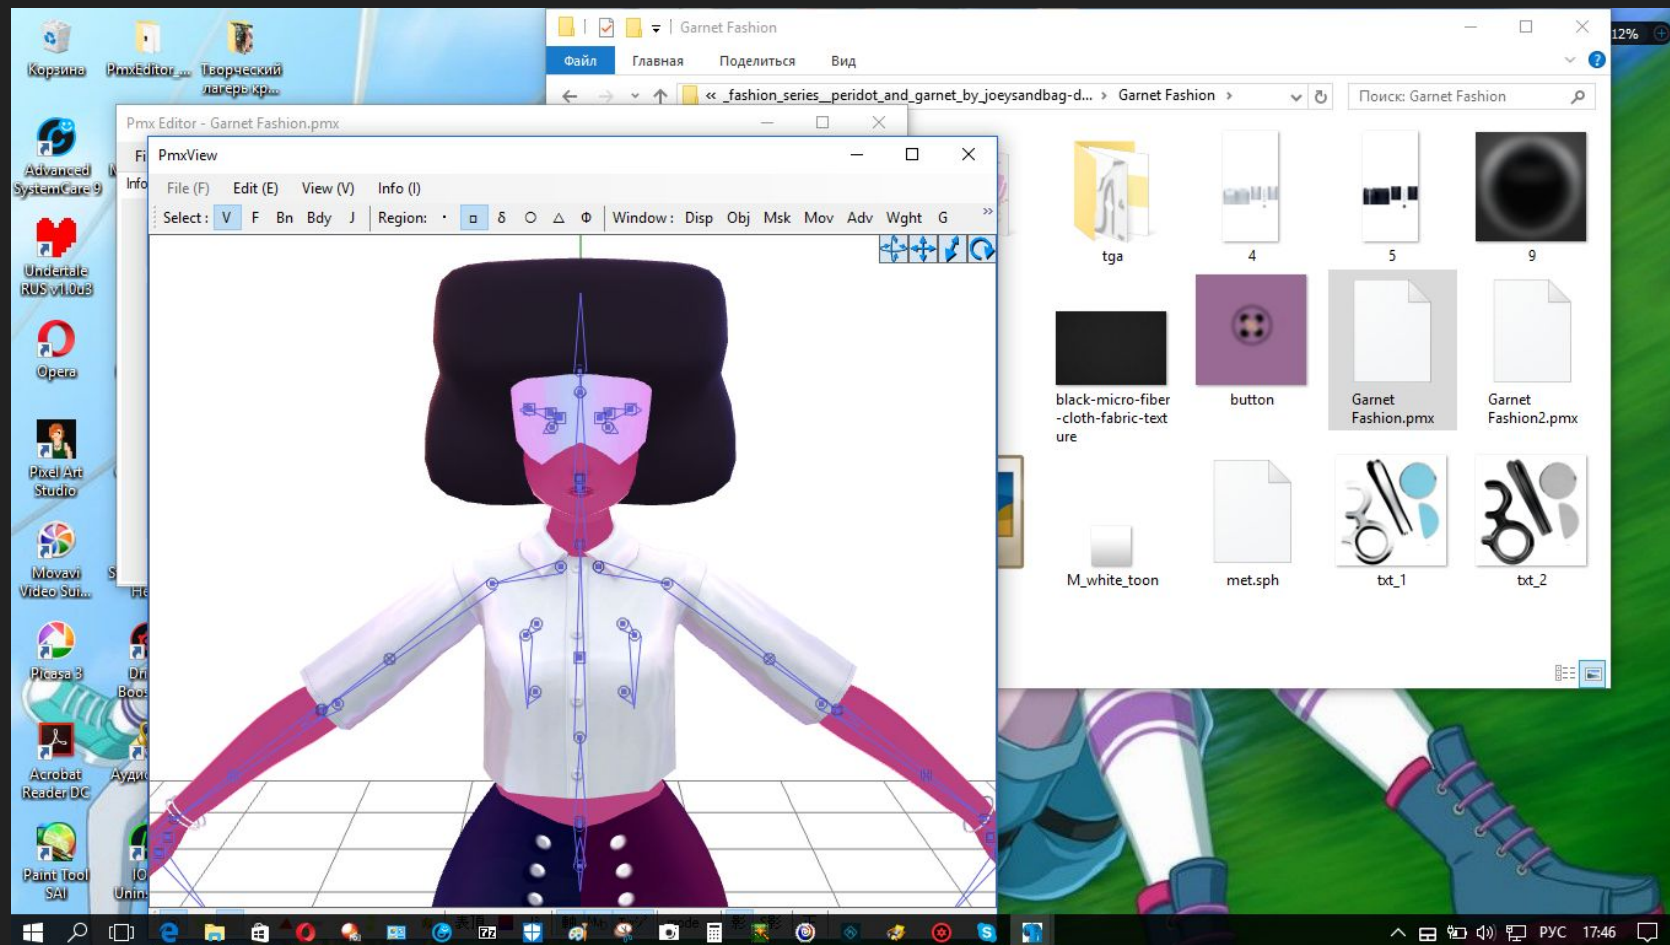 Корзина
PmxEditor_...
Творческий
лагерь кр...
Advanced
SystemCare 9
Undertale
RUS v1.0u3
Opera
Pixel Art
Studio
Movavi
Video Sui...
Picasa 3
Acrobat
Reader DC
Paint Tool
SAI
Garnet Fashion
Файл
Главная
Поделиться
Вид
12%
« _fashion_series__peridot_and_garnet_by_joeysandbag-d... › Garnet Fashion ›
Поиск: Garnet Fashion
Pmx Editor - Garnet Fashion.pmx
Fi
Info
PmxView
File (F) Edit (E) View (V) Info (I)
Select : V F Bn Bdy J Region: Window : Disp Obj Msk Mov Adv Wght G »
tga
4
5
9
black-micro-fiber
-cloth-fabric-text
ure
button
Garnet
Fashion.pmx
Garnet
Fashion2.pmx
M_white_toon
met.sph
txt_1
txt_2
РУС
17:46